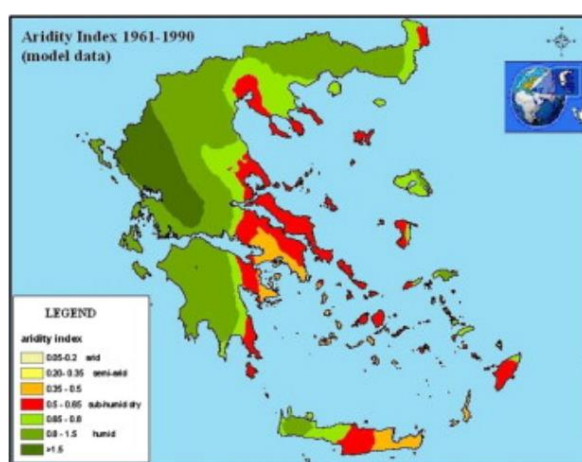 Aridity Index 1961-1990
(model data)
LEGEND
aridity index
0.05-0.2 arid
0.20-0.35 semi-arid
0.35-0.5
0.5-0.65 sub-humid dry
0.65-0.8
0.8-1.5 humid
>1.5